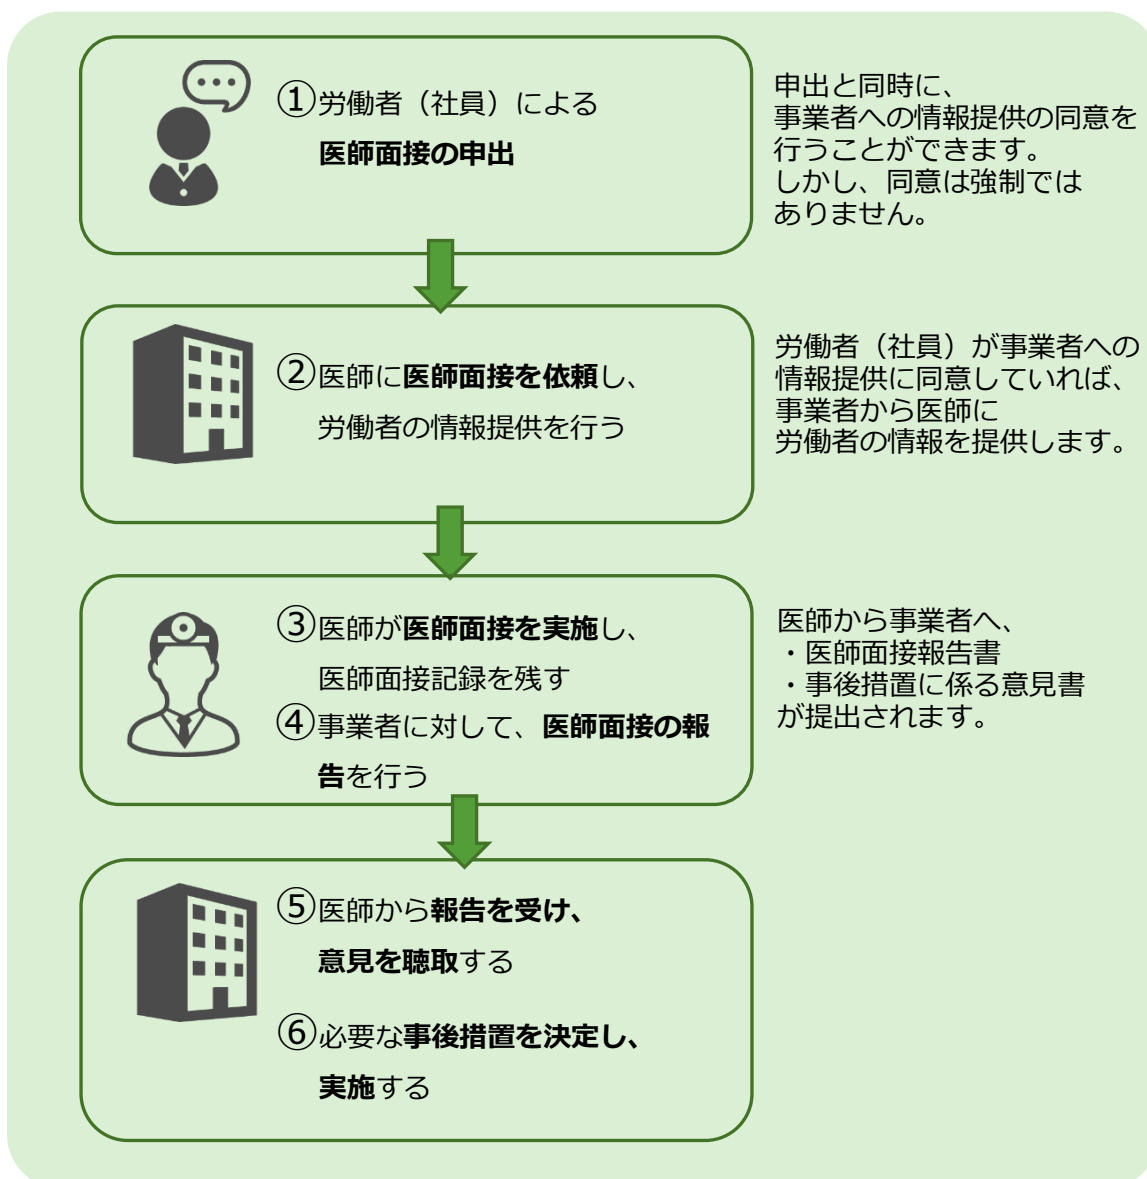 ①労働者（社員）による
医師面接の申出
申出と同時に、
事業者への情報提供の同意を
行うことができます。
しかし、同意は強制では
ありません。
②医師に医師面接を依頼し、
労働者の情報提供を行う
労働者（社員）が事業者への
情報提供に同意していれば、
事業者から医師に
労働者の情報を提供します。
③医師が医師面接を実施し、
医師面接記録を残す
④事業者に対して、医師面接の報
告を行う
医師から事業者へ、
・医師面接報告書
・事後措置に係る意見書
が提出されます。
⑤医師から報告を受け、
意見を聴取する
⑥必要な事後措置を決定し、
実施する